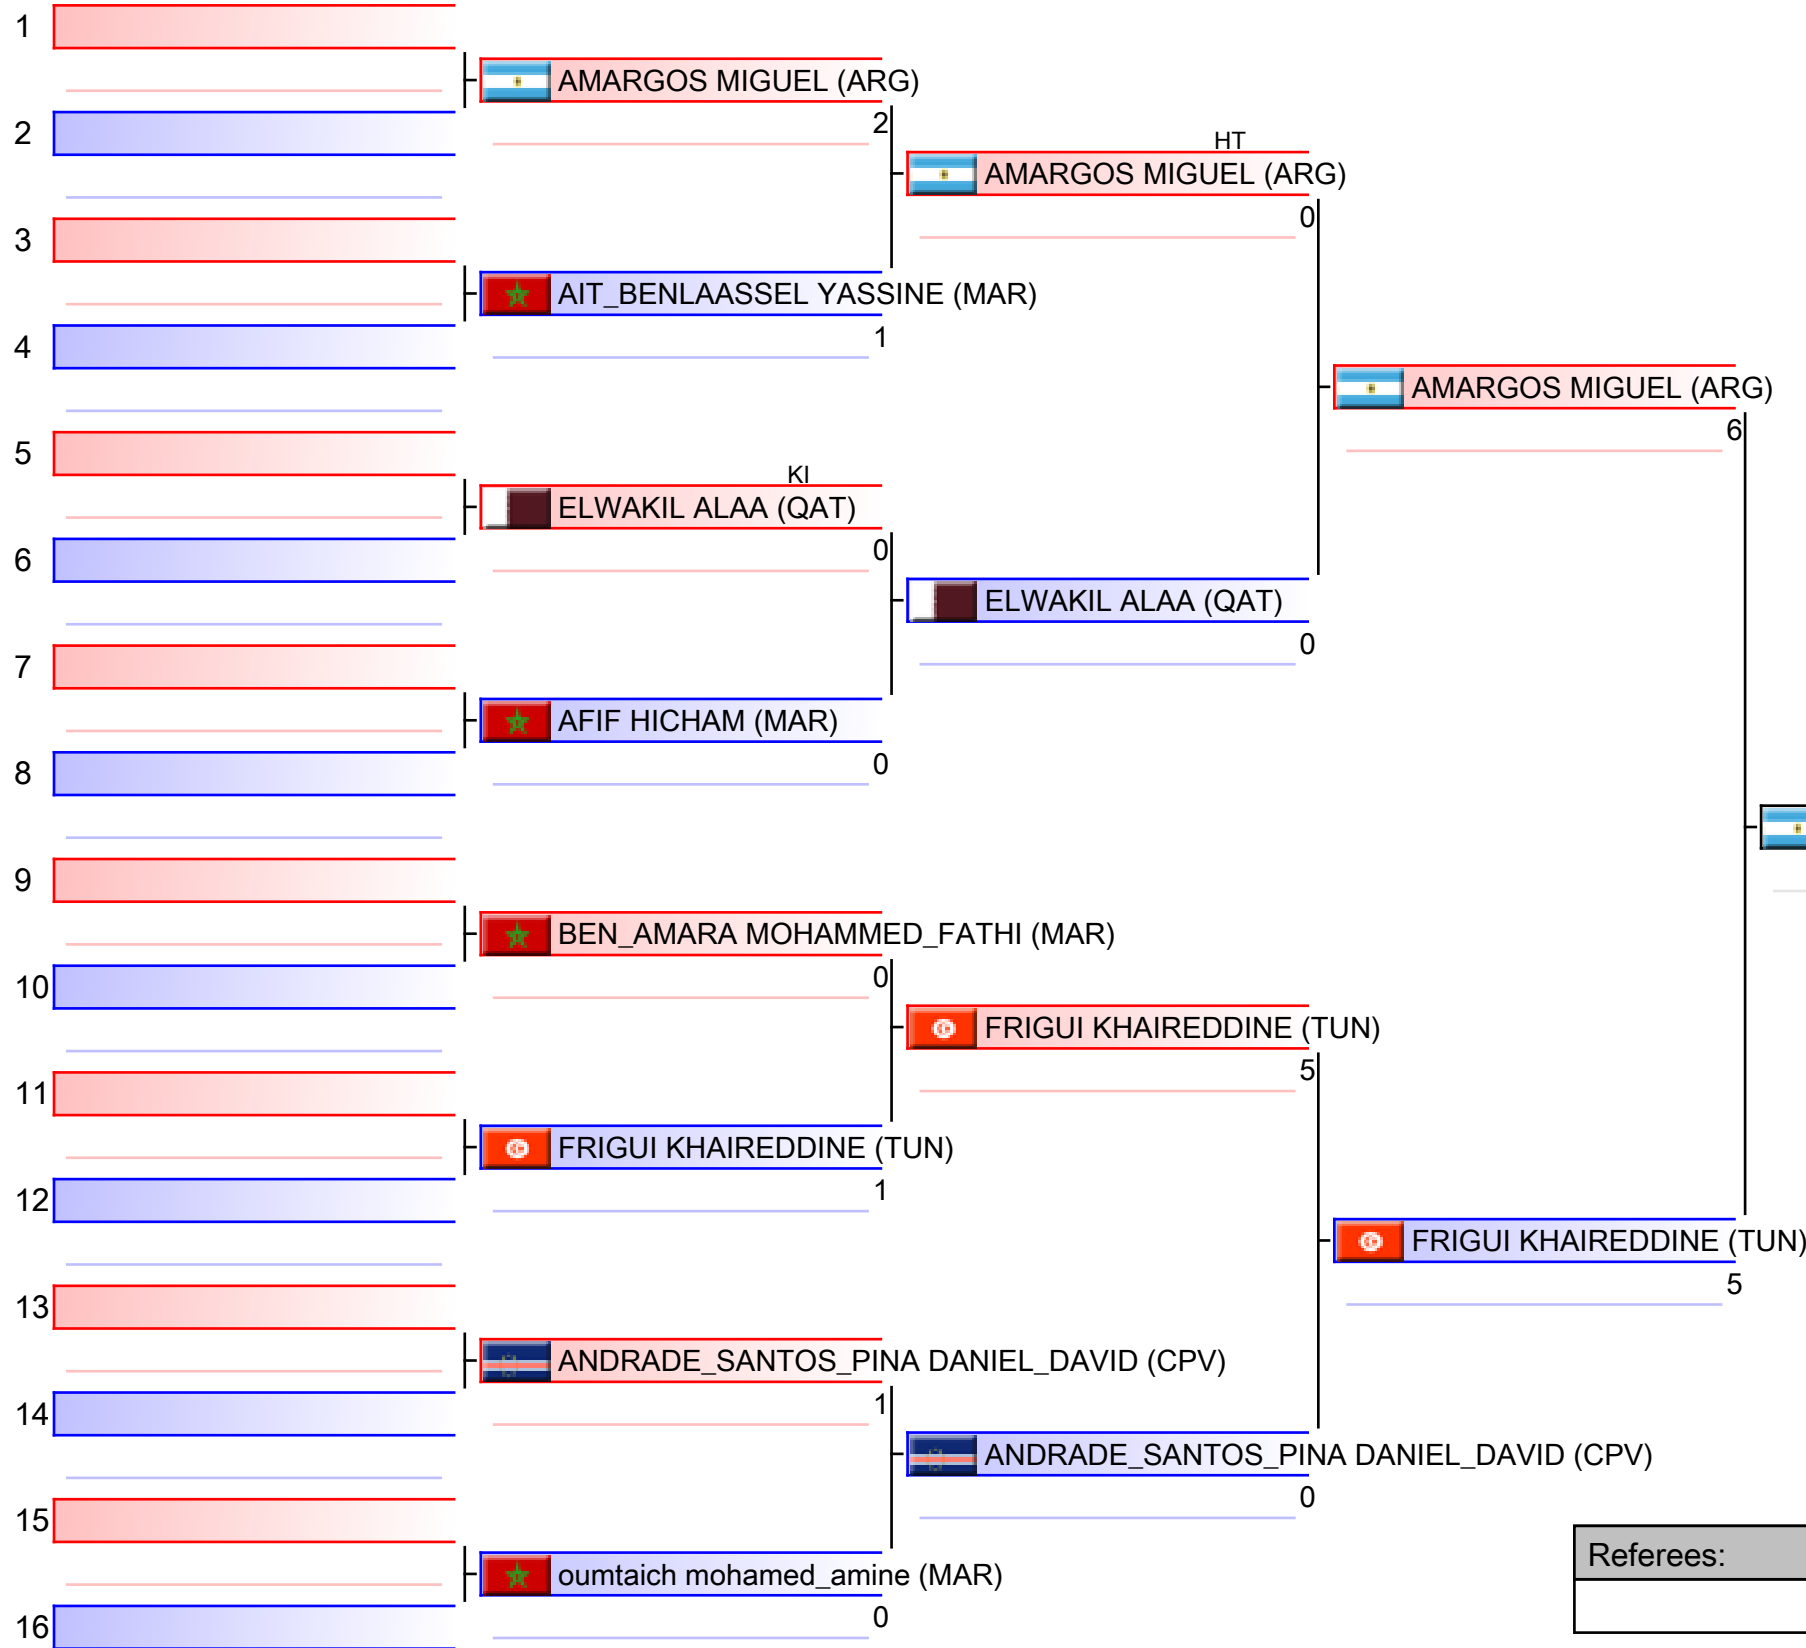 1
AMARGOS MIGUEL (ARG)
2
2
HT
AMARGOS MIGUEL (ARG)
0
3
AIT_BENLAASSEL YASSINE (MAR)
1
4
AMARGOS MIGUEL (ARG)
6
5
KI
ELWAKIL ALAA (QAT)
0
6
ELWAKIL ALAA (QAT)
0
7
AFIF HICHAM (MAR)
0
8
9
BEN_AMARA MOHAMMED_FATHI (MAR)
0
10
FRIGUI KHAIREDDINE (TUN)
5
11
FRIGUI KHAIREDDINE (TUN)
1
12
FRIGUI KHAIREDDINE (TUN)
5
13
ANDRADE_SANTOS_PINA DANIEL_DAVID (CPV)
1
14
ANDRADE_SANTOS_PINA DANIEL_DAVID (CPV)
0
15
Referees:
oumtaich mohamed_amine (MAR)
0
16